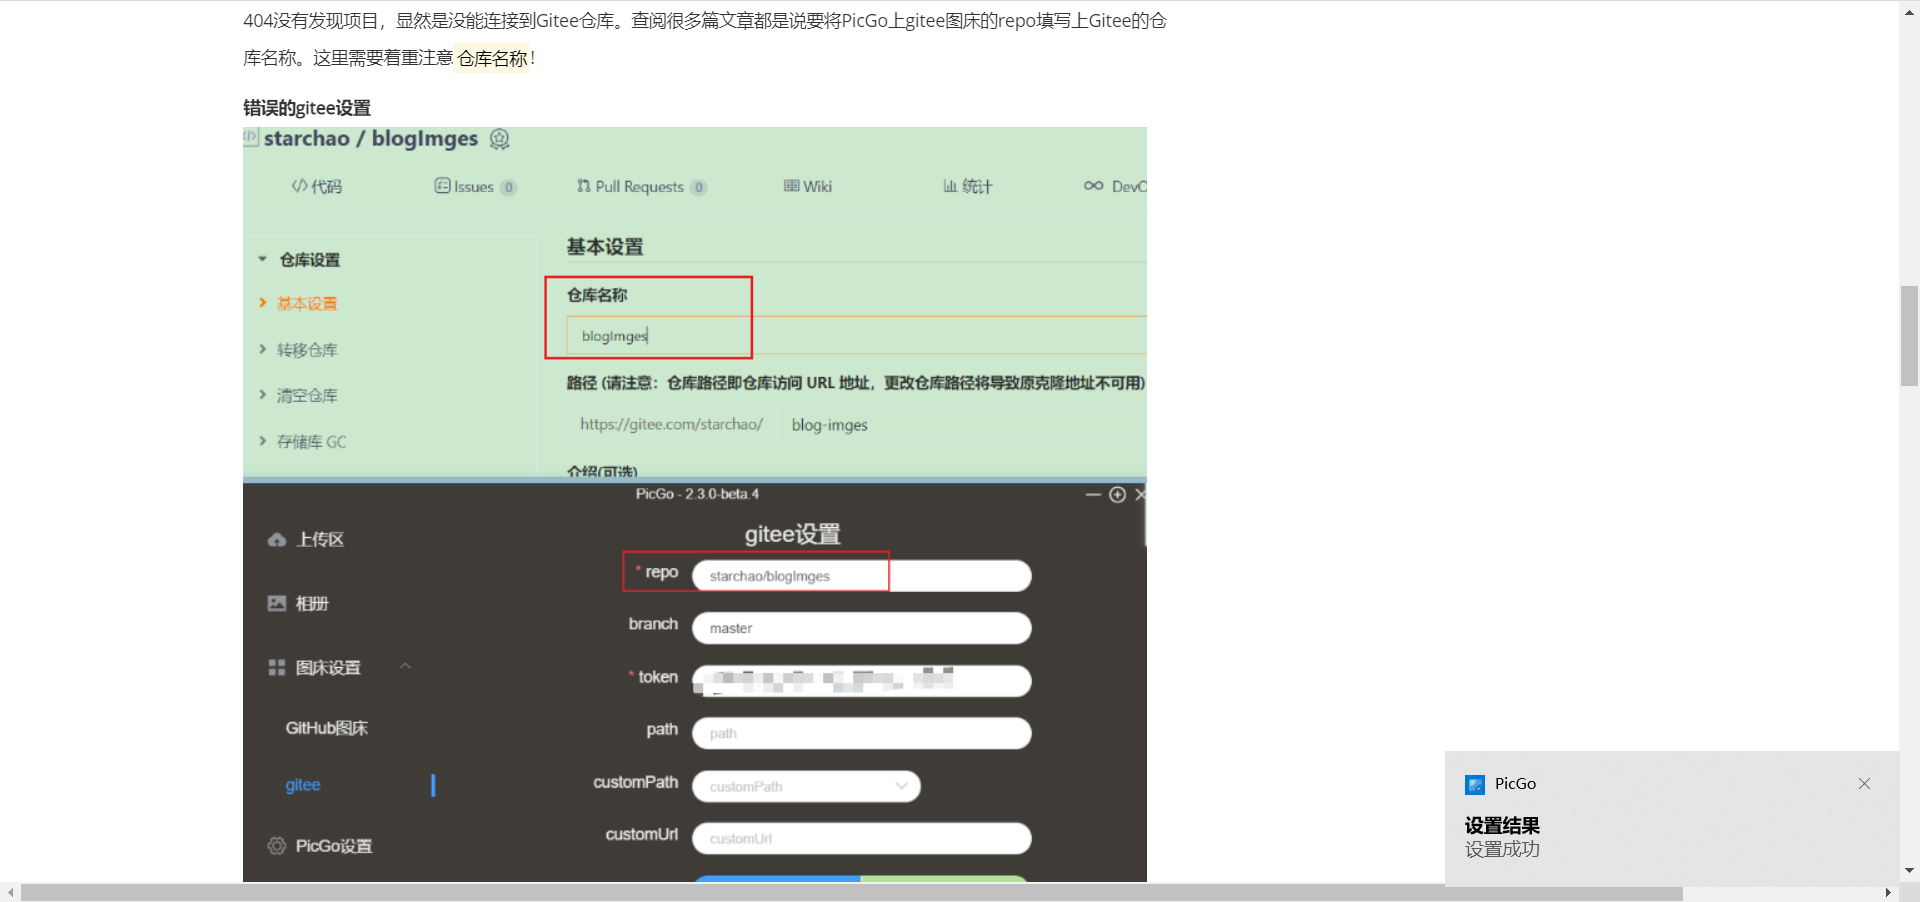 404没有发现项目，显然是没能连接到Gitee仓库。查阅很多篇文章都是说要将PicGo上gitee图床的repo填写上Gitee的仓
库名称。这里需要着重注意 仓库名称！
错误的gitee设置
starchao / blogImges
代码 Issues 0 Pull Requests 0 Wiki 统计
仓库设置
基本设置
转移仓库
清空仓库
存储库 GC
基本设置
仓库名称
blogImges
路径 (请注意：仓库路径即仓库访问 URL 地址，更改仓库路径将导致原克隆地址不可用)
https://gitee.com/starchao/ blog-imges
介绍(可选)
PicGo - 2.3.0-beta.4
上传区
相册
图床设置
GitHub图床
gitee
PicGo设置
gitee设置
* repo starchao/blogImges
branch master
* token
path path
customPath customPath
customUrl customUrl
PicGo
设置结果
设置成功